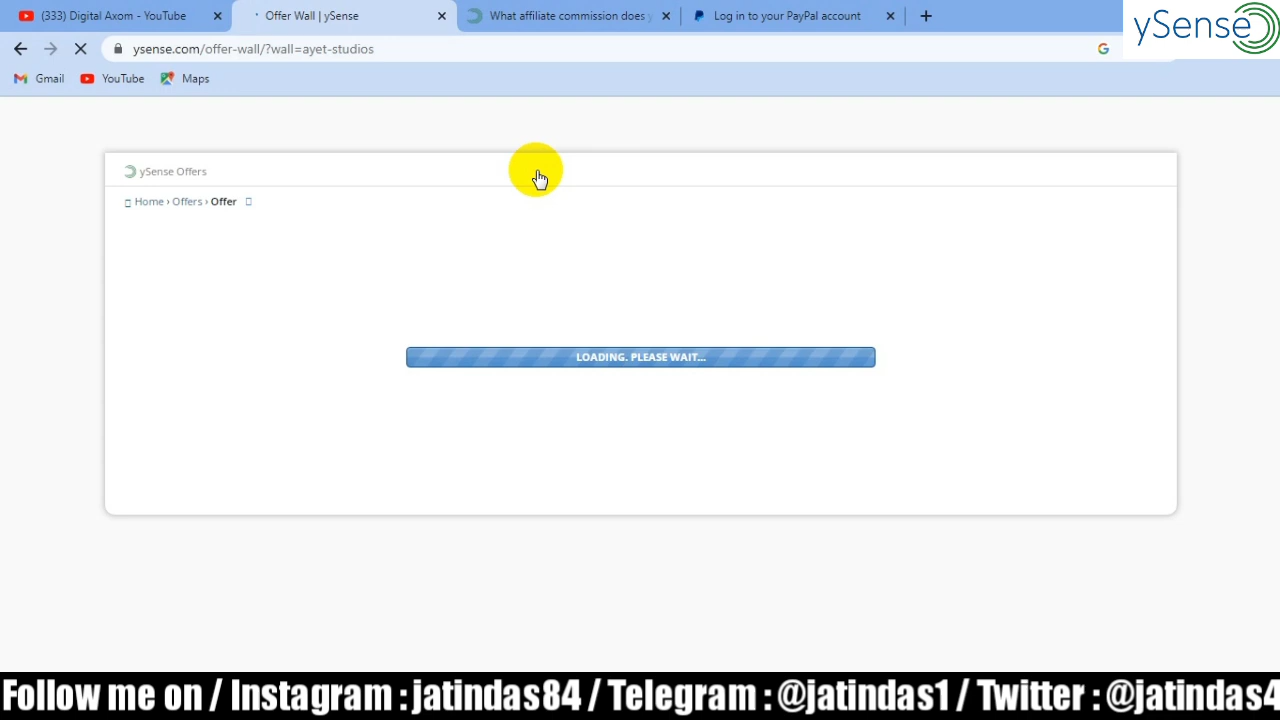 (333) Digital Axom - YouTube
Offer Wall | ySense
What affiliate commission does
Log in to your PayPal account
ySense
ysense.com/offer-wall/?wall=ayet-studios
Gmail
YouTube
Maps
ySense Offers
Home › Offers › Offer
LOADING. PLEASE WAIT...
Follow me on / Instagram : jatindas84 / Telegram : @jatindas1 / Twitter : @jatindas4